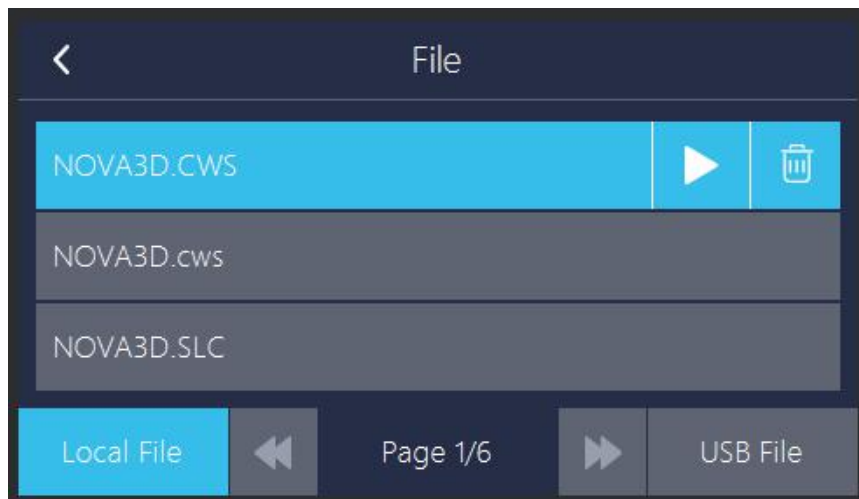 File
NOVA3D.CWS
NOVA3D.cws
NOVA3D.SLC
Local File Page 1/6 USB File